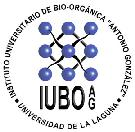 INSTITUTO UNIVERSITARIO DE BIO-ORGÁNICA "ANTONIO GONZÁLEZ"
IUBO
AG
• UNIVERSIDAD DE LA LAGUNA •